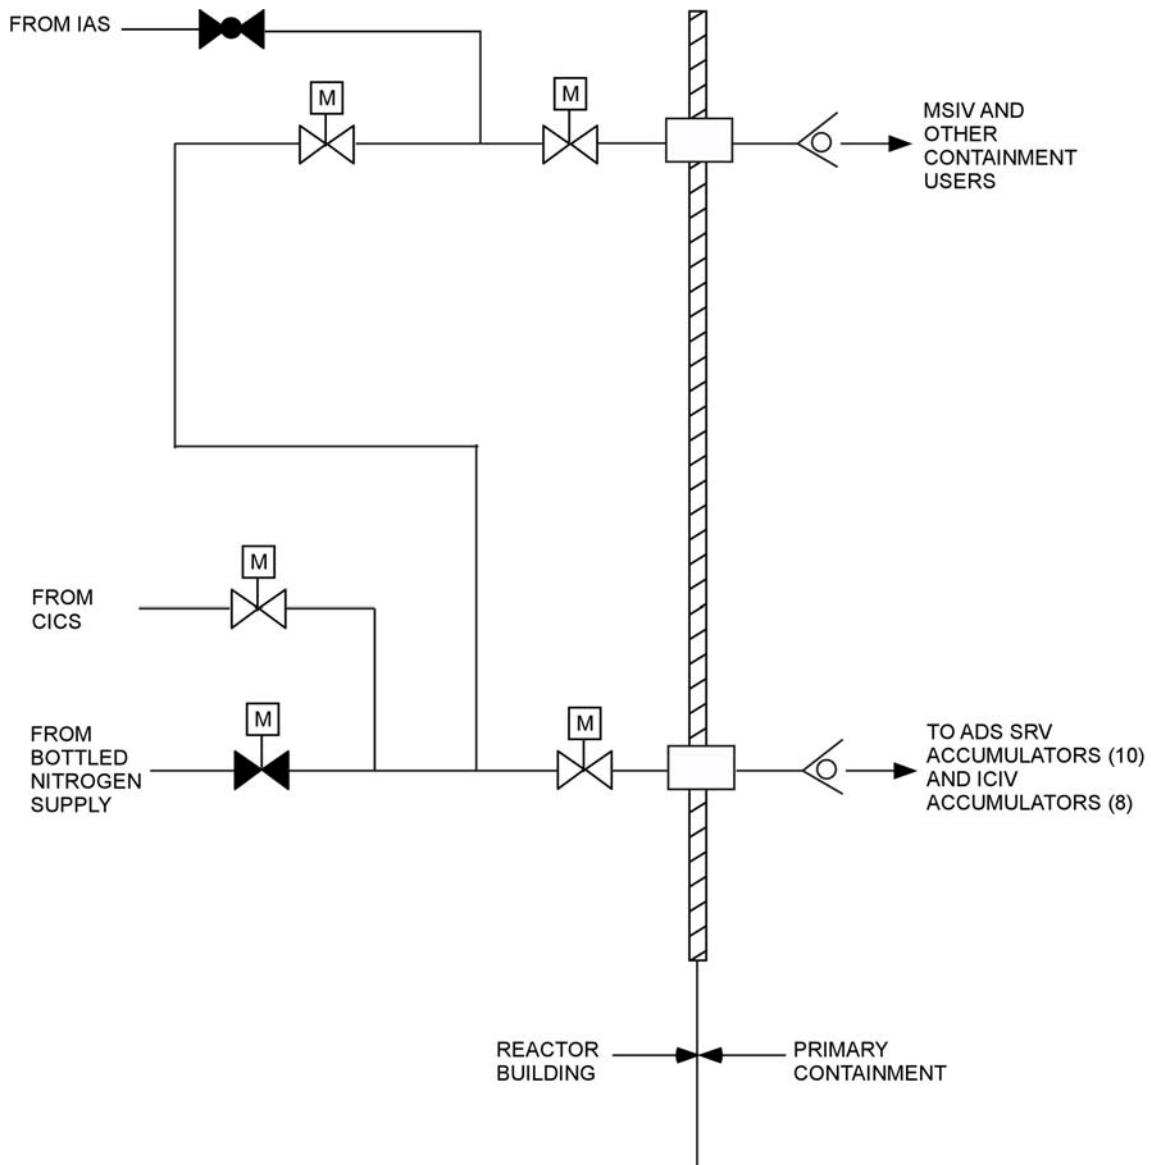 FROM IAS
M
M
MSIV AND
OTHER
CONTAINMENT
USERS
M
FROM
CICS
M
M
FROM
BOTTLED
NITROGEN
SUPPLY
TO ADS SRV
ACCUMULATORS (10)
AND ICIV
ACCUMULATORS (8)
REACTOR
BUILDING
PRIMARY
CONTAINMENT